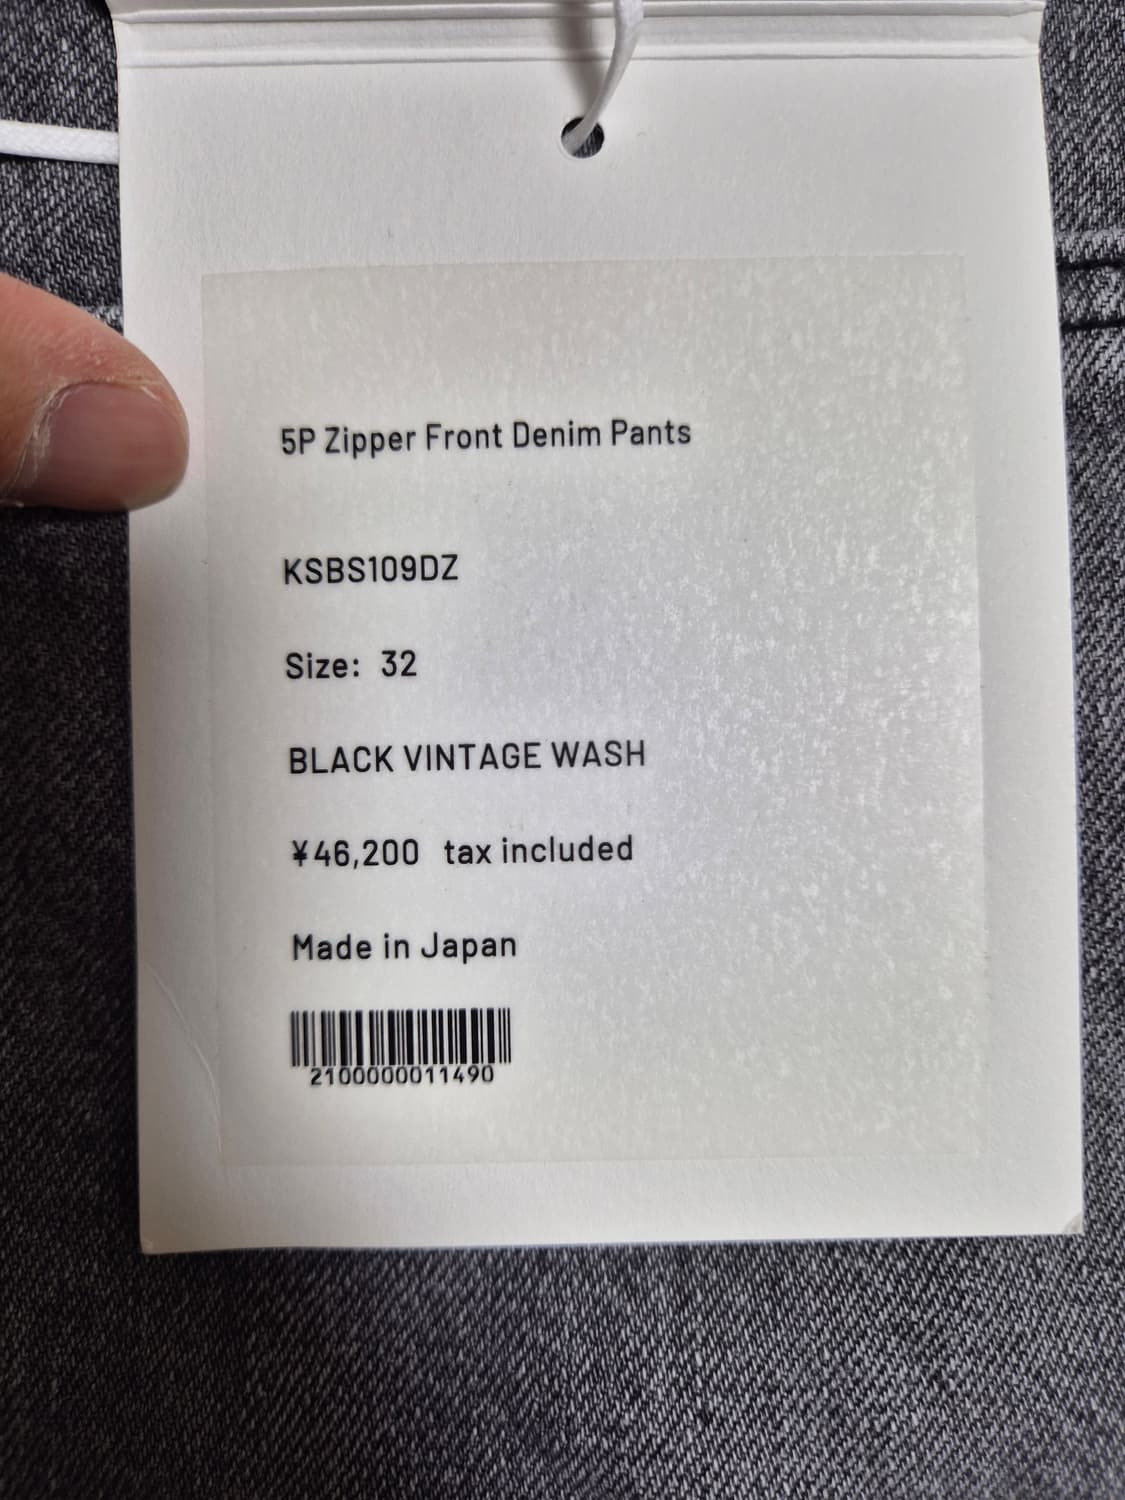 5P Zipper Front Denim Pants
KSBS109DZ
Size: 32
BLACK VINTAGE WASH
¥46,200 tax included
Made in Japan
2100000011490